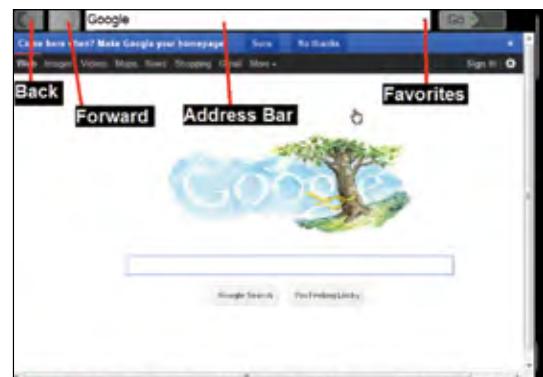 Google Go
Come here often? Make Google your homepage Sure No thanks
Web Images Videos Maps News Shopping Gmail More Sign in
Back Forward Address Bar Favorites
Google
Google Search I'm Feeling Lucky